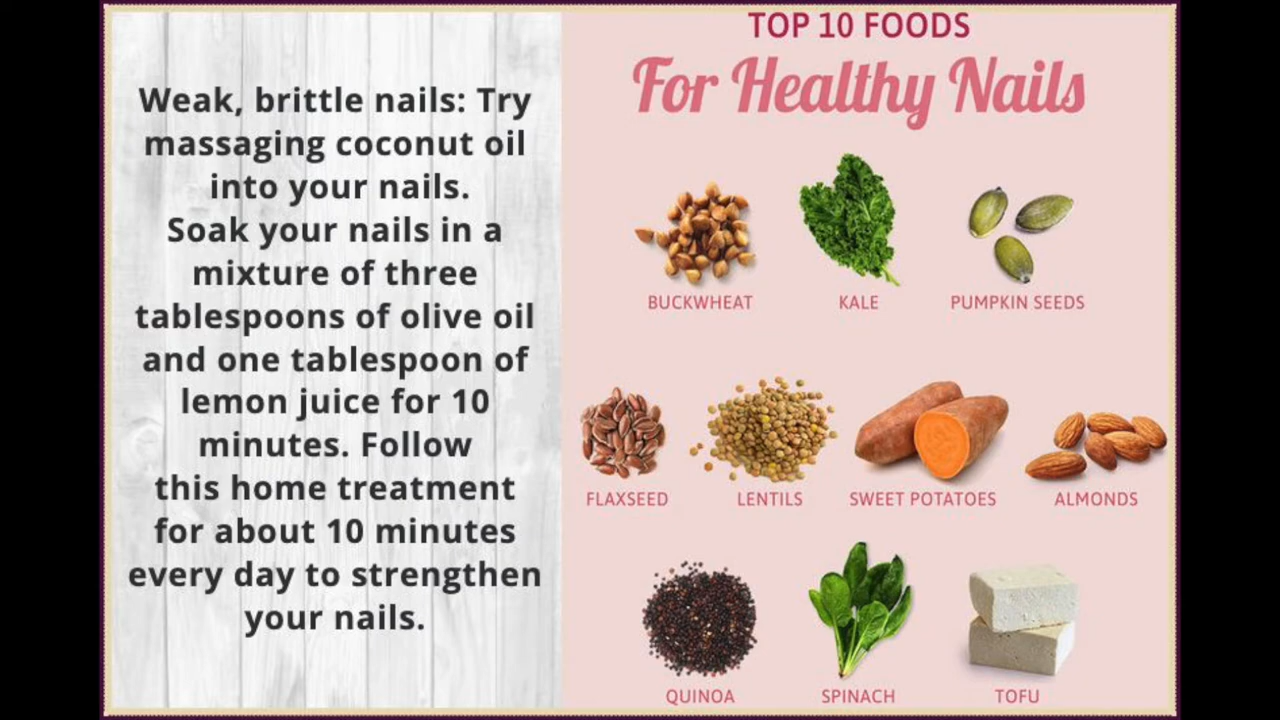 Weak, brittle nails: Try
massaging coconut oil
into your nails.
Soak your nails in a
mixture of three
tablespoons of olive oil
and one tablespoon of
lemon juice for 10
minutes. Follow
this home treatment
for about 10 minutes
every day to strengthen
your nails.
TOP 10 FOODS
For Healthy Nails
BUCKWHEAT
KALE
PUMPKIN SEEDS
FLAXSEED
LENTILS
SWEET POTATOES
ALMONDS
QUINOA
SPINACH
TOFU